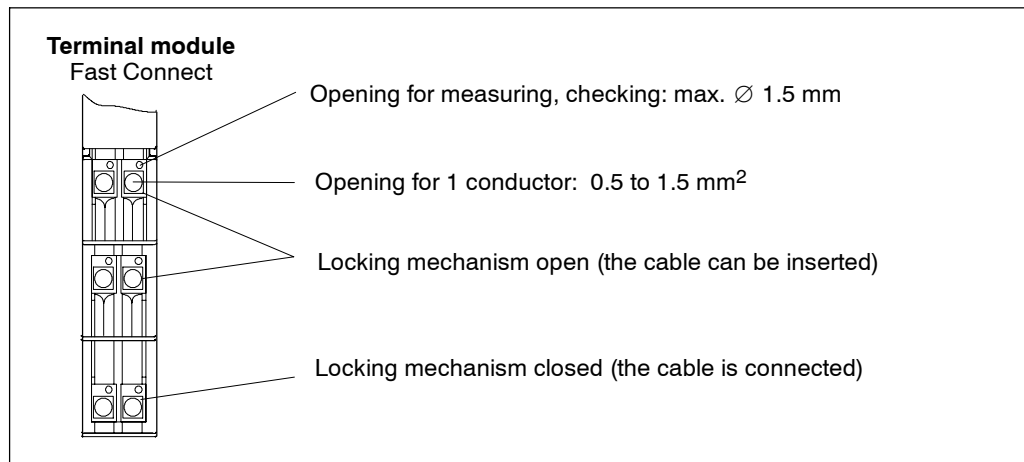 Terminal module
Fast Connect
Opening for measuring, checking: max. ∅ 1.5 mm
Opening for 1 conductor: 0.5 to 1.5 mm²
Locking mechanism open (the cable can be inserted)
Locking mechanism closed (the cable is connected)